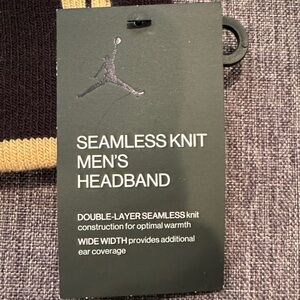 SEAMLESS KNIT
MEN'S
HEADBAND
DOUBLE-LAYER SEAMLESS knit
construction for optimal warmth
WIDE WIDTH provides additional
ear coverage